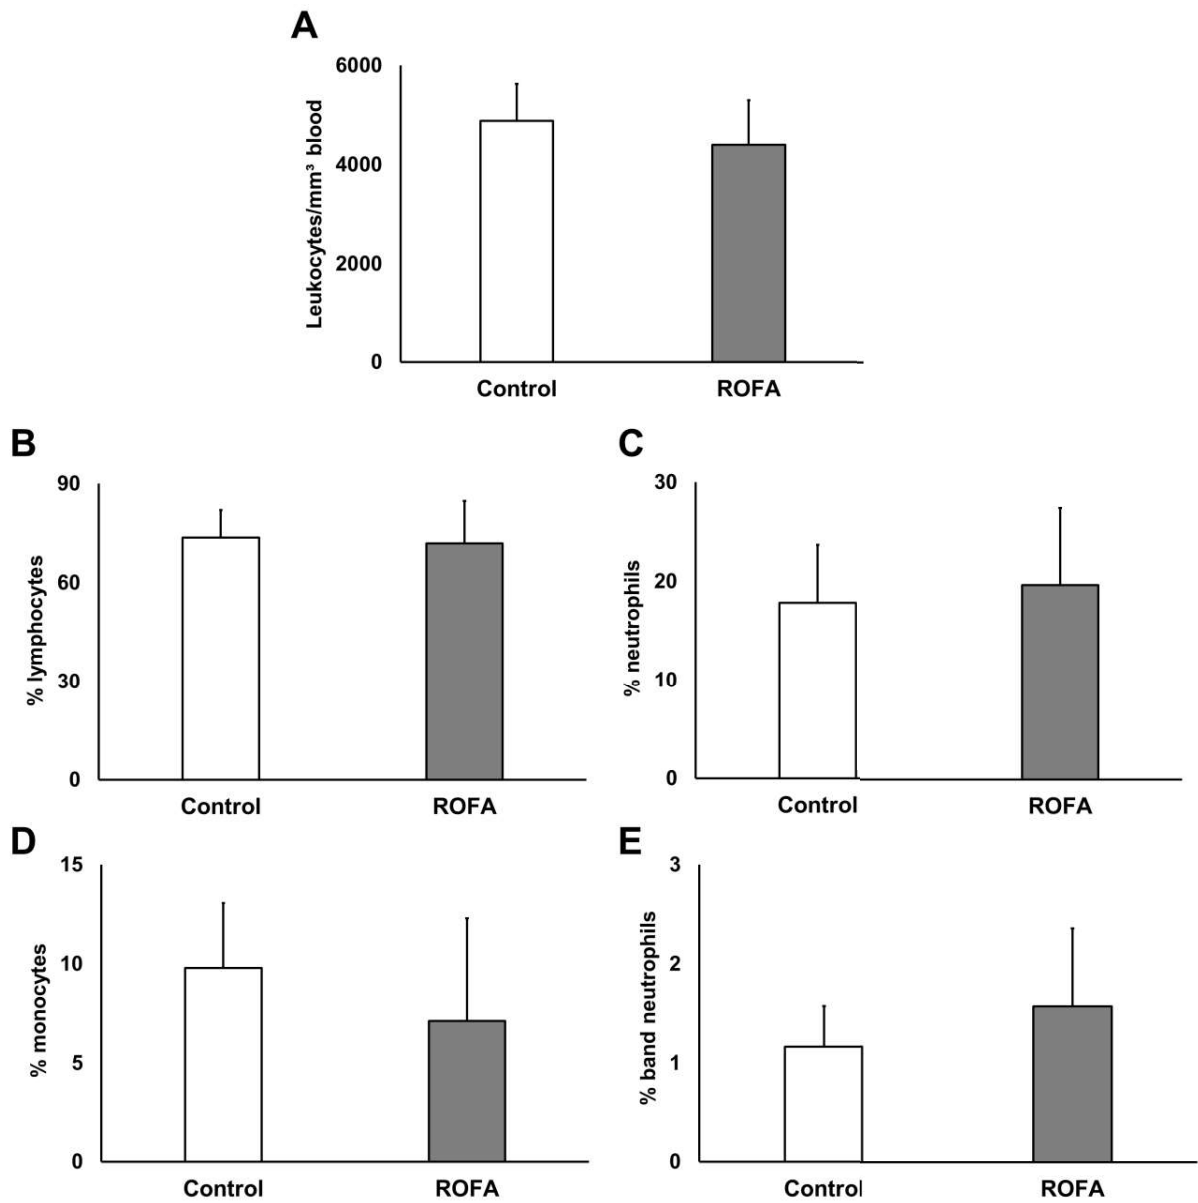 A
Leukocytes/mm³ blood
6000
4000
2000
0
Control
ROFA
B
% lymphocytes
90
60
30
0
Control
ROFA
C
% neutrophils
30
20
10
0
Control
ROFA
D
% monocytes
15
10
5
0
Control
ROFA
E
% band neutrophils
3
2
1
0
Control
ROFA